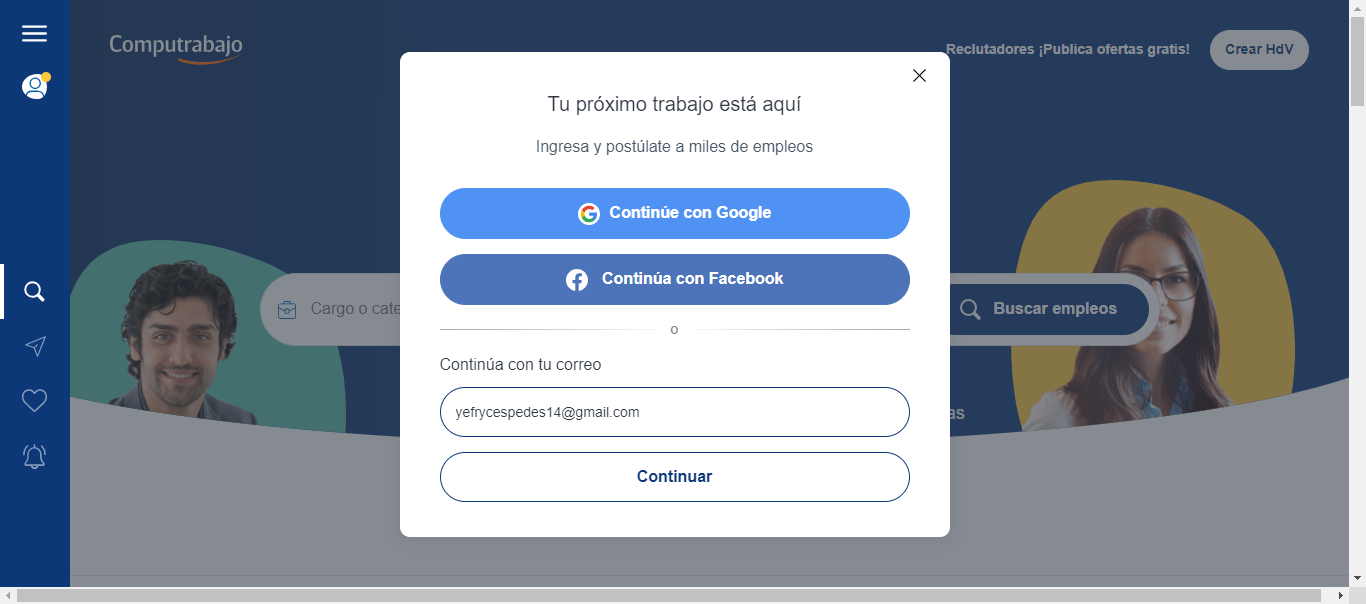 Computrabajo
Reclutadores ¡Publica ofertas gratis!
Crear HdV
Tu próximo trabajo está aquí
Ingresa y postúlate a miles de empleos
Continúe con Google
Continúa con Facebook
Cargo o cate
Buscar empleos
o
Continúa con tu correo
yefrycespedes14@gmail.com
as
Continuar